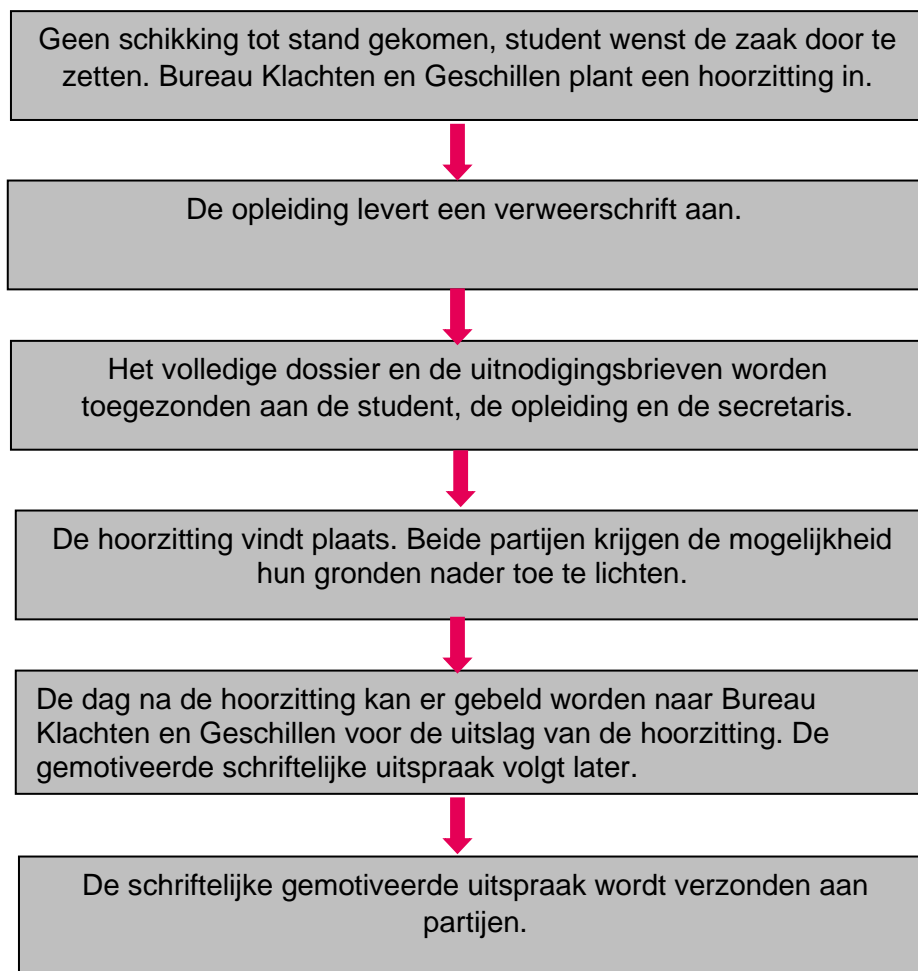 Geen schikking tot stand gekomen, student wenst de zaak door te
zetten. Bureau Klachten en Geschillen plant een hoorzitting in.
De opleiding levert een verweerschrift aan.
Het volledige dossier en de uitnodigingsbrieven worden
toegezonden aan de student, de opleiding en de secretaris.
De hoorzitting vindt plaats. Beide partijen krijgen de mogelijkheid
hun gronden nader toe te lichten.
De dag na de hoorzitting kan er gebeld worden naar Bureau
Klachten en Geschillen voor de uitslag van de hoorzitting. De
gemotiveerde schriftelijke uitspraak volgt later.
De schriftelijke gemotiveerde uitspraak wordt verzonden aan
partijen.